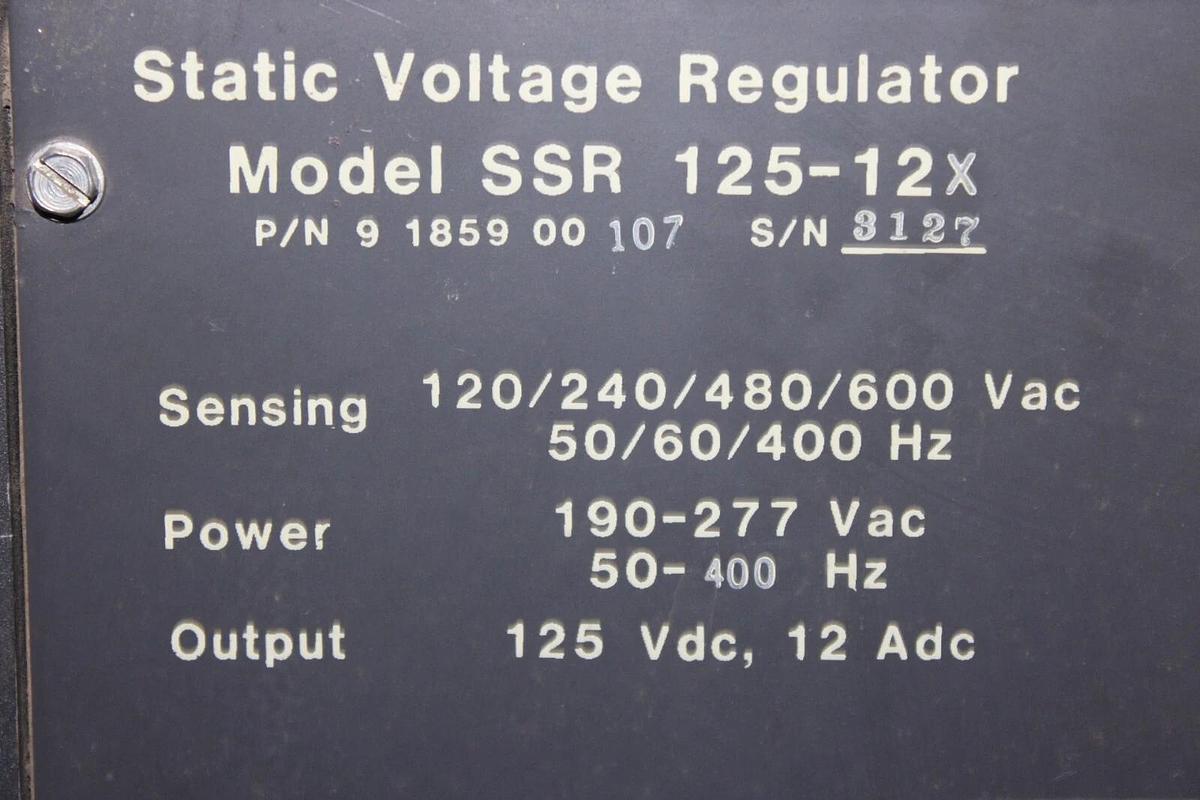 Static Voltage Regulator
Model SSR 125-12X
P/N 9 1859 00 107 S/N 3127
Sensing 120/240/480/600 Vac
50/60/400 Hz
Power 190-277 Vac
50-400 Hz
Output 125 Vdc, 12 Adc